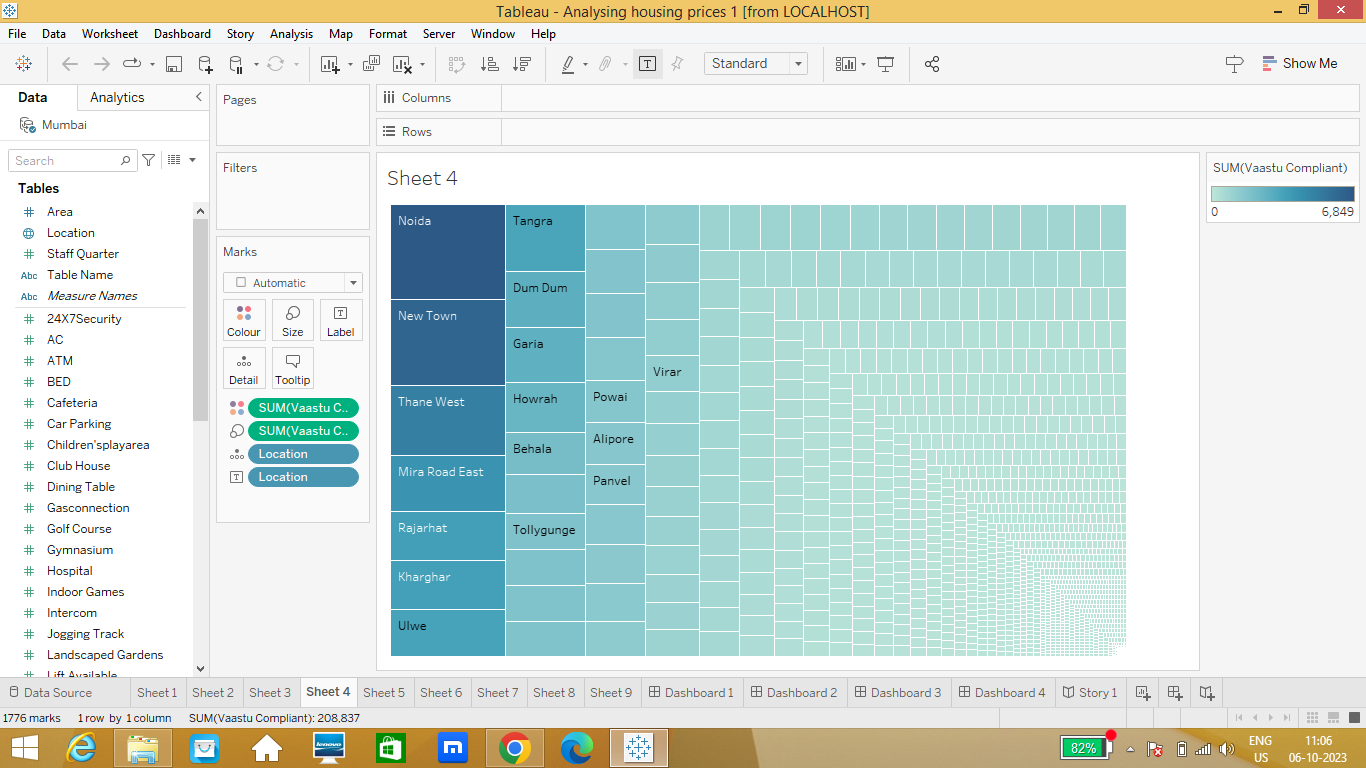 Tableau - Analysing housing prices 1 [from LOCALHOST]
File Data Worksheet Dashboard Story Analysis Map Format Server Window Help
Standard
Show Me
Data Analytics
Mumbai
Search
Tables
Area
Location
Staff Quarter
Abc Table Name
Abc Measure Names
24X7Security
AC
ATM
BED
Cafeteria
Car Parking
Children'splayarea
Club House
Dining Table
Gasconnection
Golf Course
Gymnasium
Hospital
Indoor Games
Intercom
Jogging Track
Landscaped Gardens
Lift Available
Pages
Filters
Marks
Automatic
Colour Size Label
Detail Tooltip
SUM(Vaastu C..
SUM(Vaastu C..
Location
Location
Columns
Rows
Sheet 4
Noida
New Town
Thane West
Mira Road East
Rajarhat
Kharghar
Ulwe
Tangra
Dum Dum
Garia
Howrah
Behala
Tollygunge
Powai
Alipore
Panvel
Virar
SUM(Vaastu Compliant)
0 6,849
Data Source Sheet 1 Sheet 2 Sheet 3 Sheet 4 Sheet 5 Sheet 6 Sheet 7 Sheet 8 Sheet 9 Dashboard 1 Dashboard 2 Dashboard 3 Dashboard 4 Story 1
1776 marks 1 row by 1 column SUM(Vaastu Compliant): 208,837
lenovo
82%
ENG
US
11:06
06-10-2023